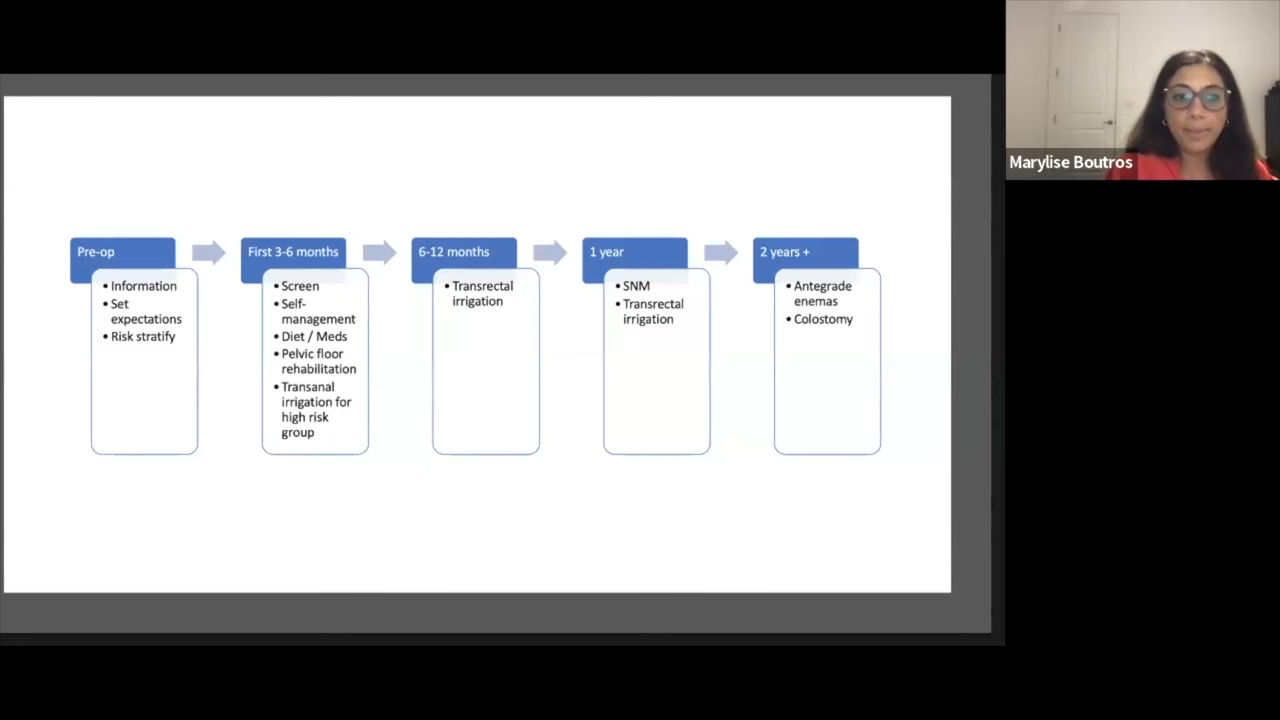 Marylise Boutros
Pre-op
• Information
• Set
expectations
• Risk stratify
First 3-6 months
• Screen
• Self-
management
• Diet / Meds
• Pelvic floor
rehabilitation
• Transanal
irrigation for
high risk
group
6-12 months
• Transrectal
irrigation
1 year
• SNM
• Transrectal
irrigation
2 years +
• Antegrade
enemas
• Colostomy